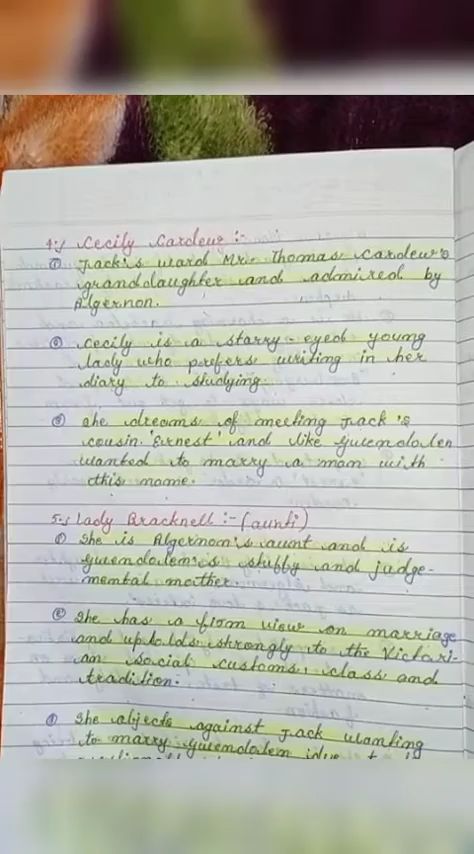 4.) Cecily Cardew :-
① Jack's ward Mr. Thomas Cardew's
granddaughter and admired by
Algernon.
② Cecily is a starry-eyed young
lady who prefers writing in her
diary to studying.
③ She dreams of meeting Jack's
cousin 'Ernest' and like Gwendolen
wanted to marry a man with
this name.
5.) Lady Bracknell :- (aunti)
① She is Algernon's aunt and is
Gwendolen's stuffy and judge-
mental mother.
② She has a firm view on marriage
and upholds strongly to the Victori-
an social customs, class and
tradition.
③ She objects against Jack wanting
to marry Gwendolen due